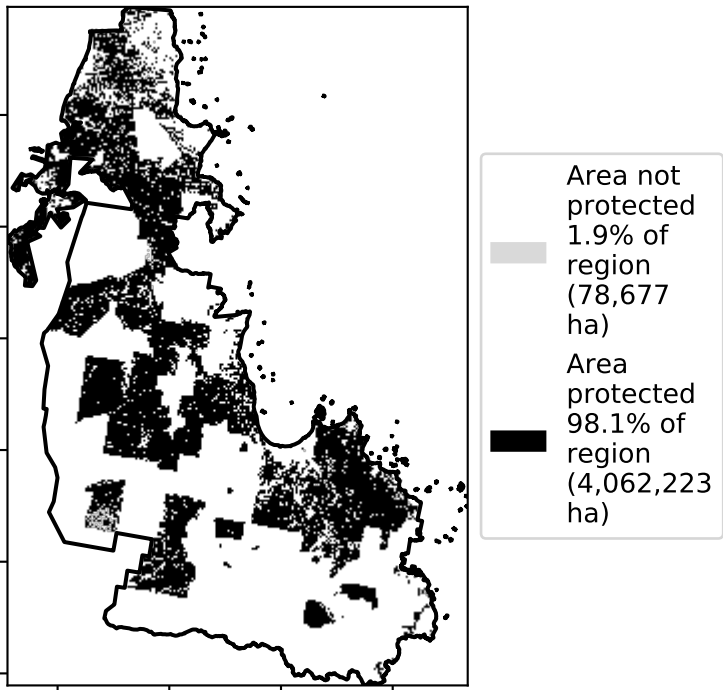 Area not
protected
1.9% of
region
(78,677
ha)
Area
protected
98.1% of
region
(4,062,223
ha)